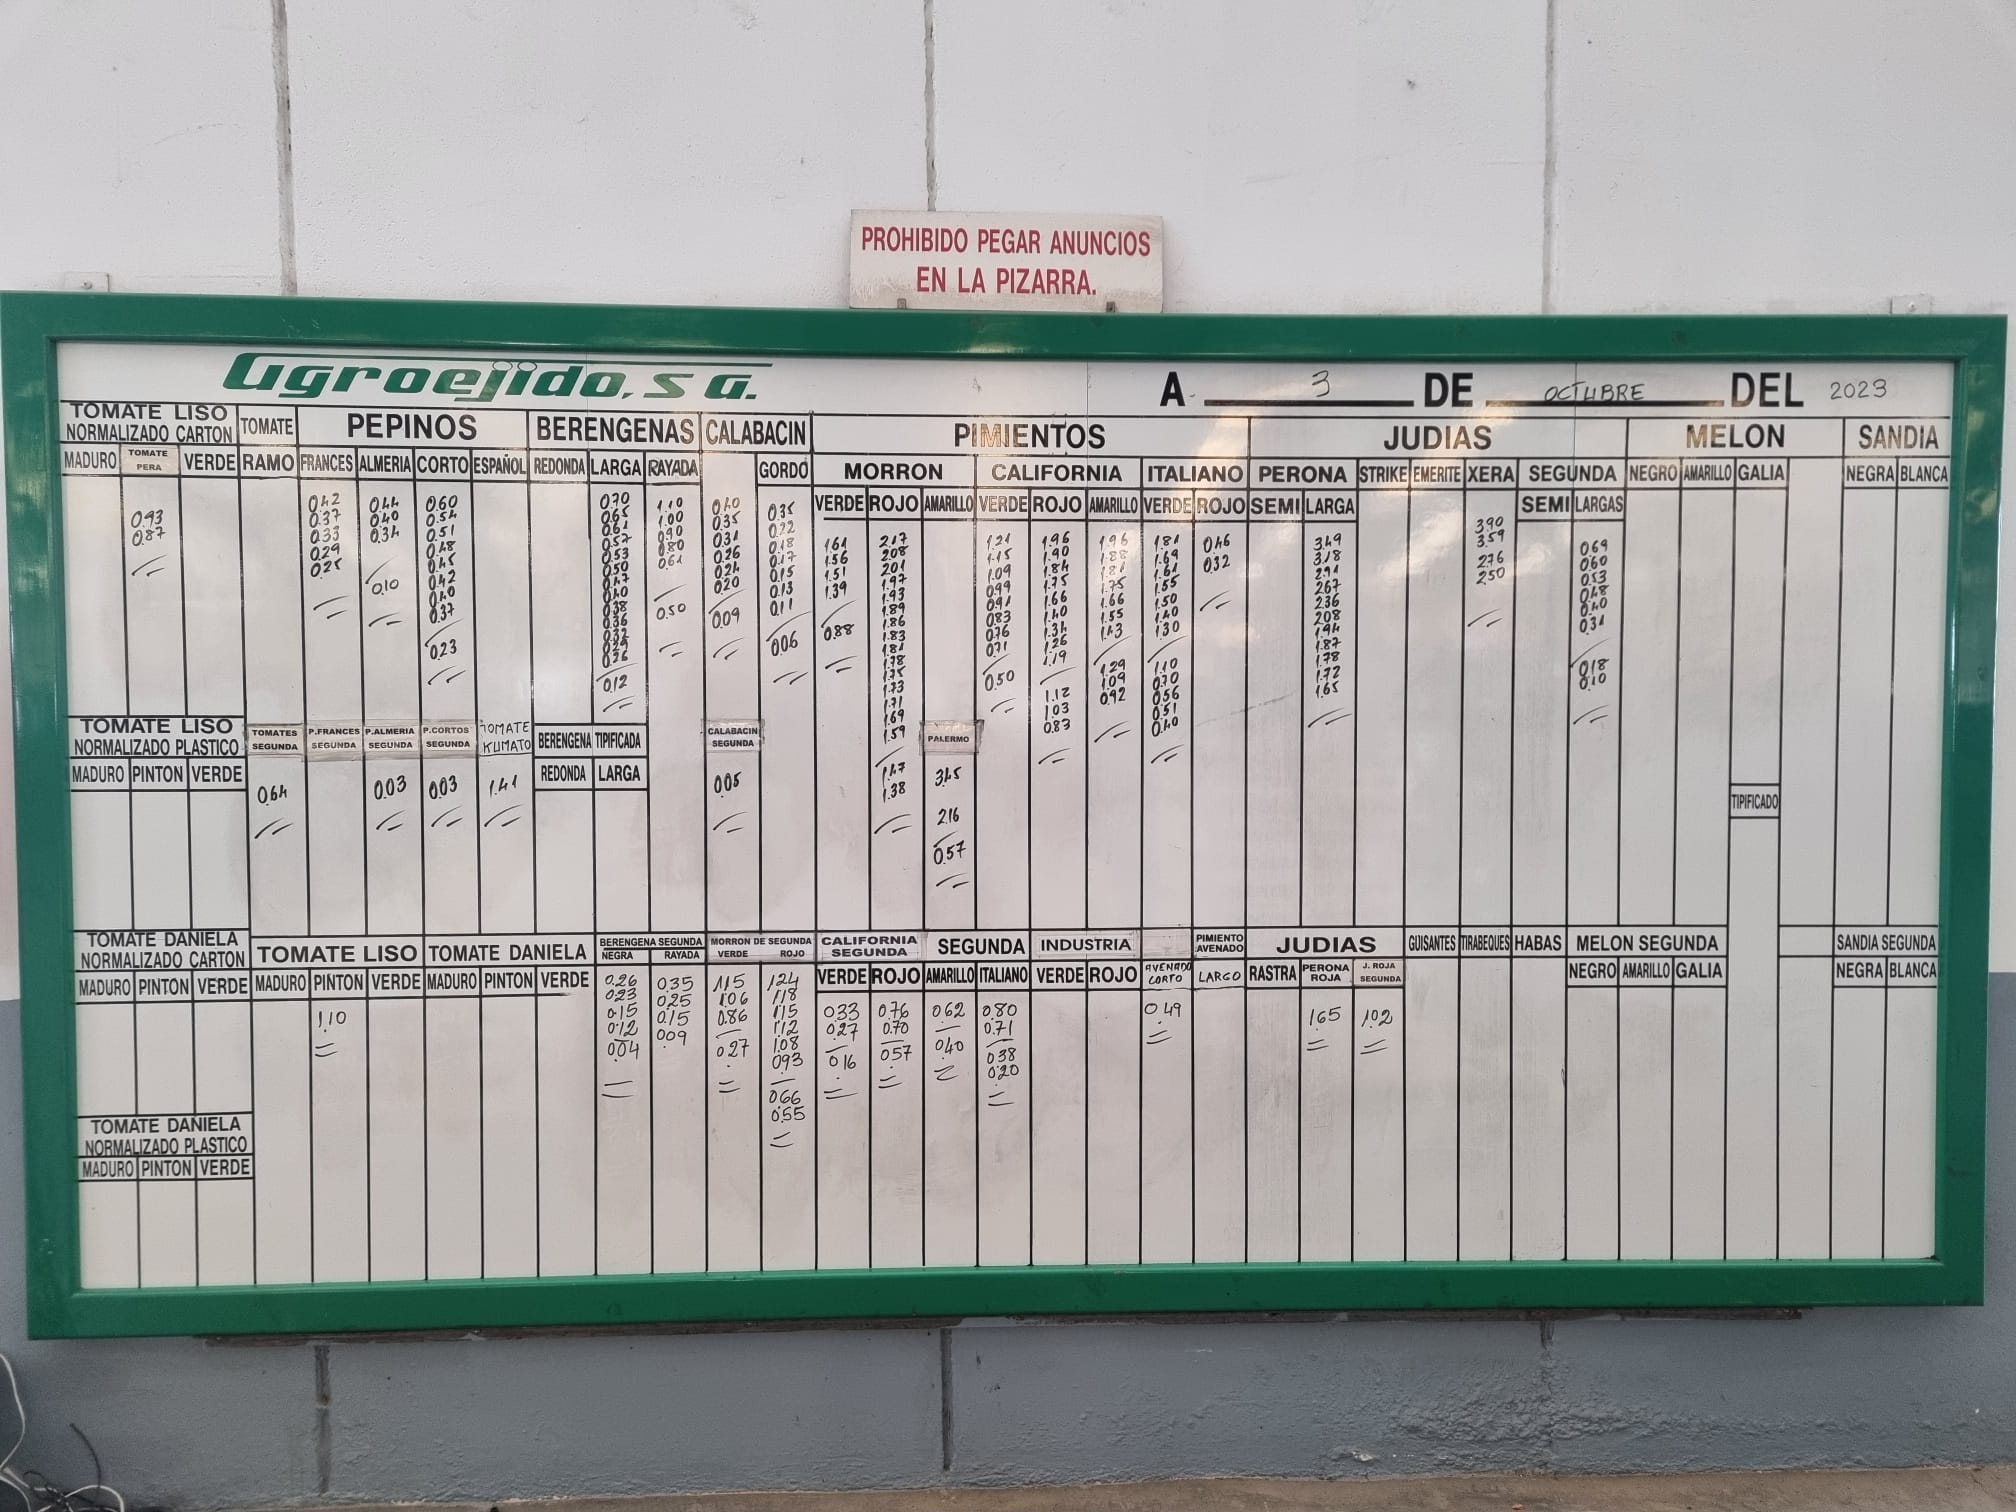 PROHIBIDO PEGAR ANUNCIOS
EN LA PIZARRA.
Agroejido, s a.
A 3 DE OCTUBRE DEL 2023
TOMATE LISO
NORMALIZADO CARTON
TOMATE
PEPINOS
BERENGENAS
CALABACIN
PIMIENTOS
JUDIAS
MELON
SANDIA
MADURO
TOMATE
PERA
VERDE
RAMO
FRANCES
ALMERIA
CORTO
ESPAÑOL
REDONDA
LARGA
RAYADA
GORDO
MORRON
CALIFORNIA
ITALIANO
PERONA
STRIKE
EMERITE
XERA
SEGUNDA
NEGRO
AMARILLO
GALIA
NEGRA
BLANCA
VERDE
ROJO
AMARILLO
VERDE
ROJO
AMARILLO
VERDE
ROJO
SEMI
LARGA
SEMI
LARGAS
0.93
0.87
0.42
0.37
0.33
0.29
0.25
0.44
0.40
0.34
0.10
0.60
0.54
0.51
0.48
0.45
0.42
0.40
0.37
0.23
0.70
0.65
0.61
0.57
0.53
0.50
0.47
0.40
0.38
0.36
0.32
0.29
0.26
0.12
1.10
1.00
0.90
0.80
0.61
0.50
0.40
0.35
0.31
0.26
0.24
0.20
0.09
0.35
0.22
0.18
0.17
0.15
0.13
0.11
0.06
1.61
1.56
1.51
1.39
0.88
2.17
2.08
2.01
1.97
1.93
1.89
1.86
1.83
1.81
1.78
1.75
1.73
1.71
1.69
1.59
1.47
1.38
1.21
1.15
1.09
0.99
0.91
0.83
0.76
0.71
0.50
1.96
1.90
1.84
1.75
1.66
1.40
1.34
1.26
1.19
1.12
1.03
0.83
1.96
1.88
1.81
1.75
1.66
1.55
1.43
1.29
1.09
0.92
1.81
1.69
1.61
1.55
1.50
1.40
1.30
1.10
0.70
0.56
0.51
0.40
0.46
0.32
3.49
3.18
2.91
2.67
2.36
2.08
1.94
1.87
1.78
1.72
1.65
3.90
3.59
2.76
2.50
0.69
0.60
0.53
0.48
0.40
0.31
0.18
0.10
TOMATE LISO
NORMALIZADO PLASTICO
TOMATES
SEGUNDA
P.FRANCES
SEGUNDA
P.ALMERIA
SEGUNDA
P.CORTOS
SEGUNDA
TOMATE
KUMATO
BERENGENA TIPIFICADA
CALABACIN
SEGUNDA
PALERMO
MADURO
PINTON
VERDE
REDONDA
LARGA
TIPIFICADO
0.64
0.03
0.03
1.41
0.05
3.45
2.16
0.57
TOMATE DANIELA
NORMALIZADO CARTON
TOMATE LISO
TOMATE DANIELA
BERENGENA SEGUNDA
NEGRA
RAYADA
MORRON DE SEGUNDA
VERDE
ROJO
CALIFORNIA
SEGUNDA
SEGUNDA
INDUSTRIA
PIMIENTO
AVENADO
JUDIAS
GUISANTES
TIRABEQUES
HABAS
MELON SEGUNDA
SANDIA SEGUNDA
MADURO
PINTON
VERDE
MADURO
PINTON
VERDE
MADURO
PINTON
VERDE
VERDE
ROJO
AMARILLO
ITALIANO
VERDE
ROJO
AVENADO
CORTO
LARGO
RASTRA
PERONA
ROJA
J. ROJA
SEGUNDA
NEGRO
AMARILLO
GALIA
NEGRA
BLANCA
1.10
0.26
0.23
0.15
0.12
0.04
0.35
0.25
0.15
0.09
1.15
1.06
0.86
0.27
1.24
1.18
1.15
1.12
1.08
0.93
0.66
0.55
0.33
0.27
0.16
0.76
0.70
0.57
0.62
0.40
0.80
0.71
0.38
0.20
0.49
1.65
1.02
TOMATE DANIELA
NORMALIZADO PLASTICO
MADURO
PINTON
VERDE